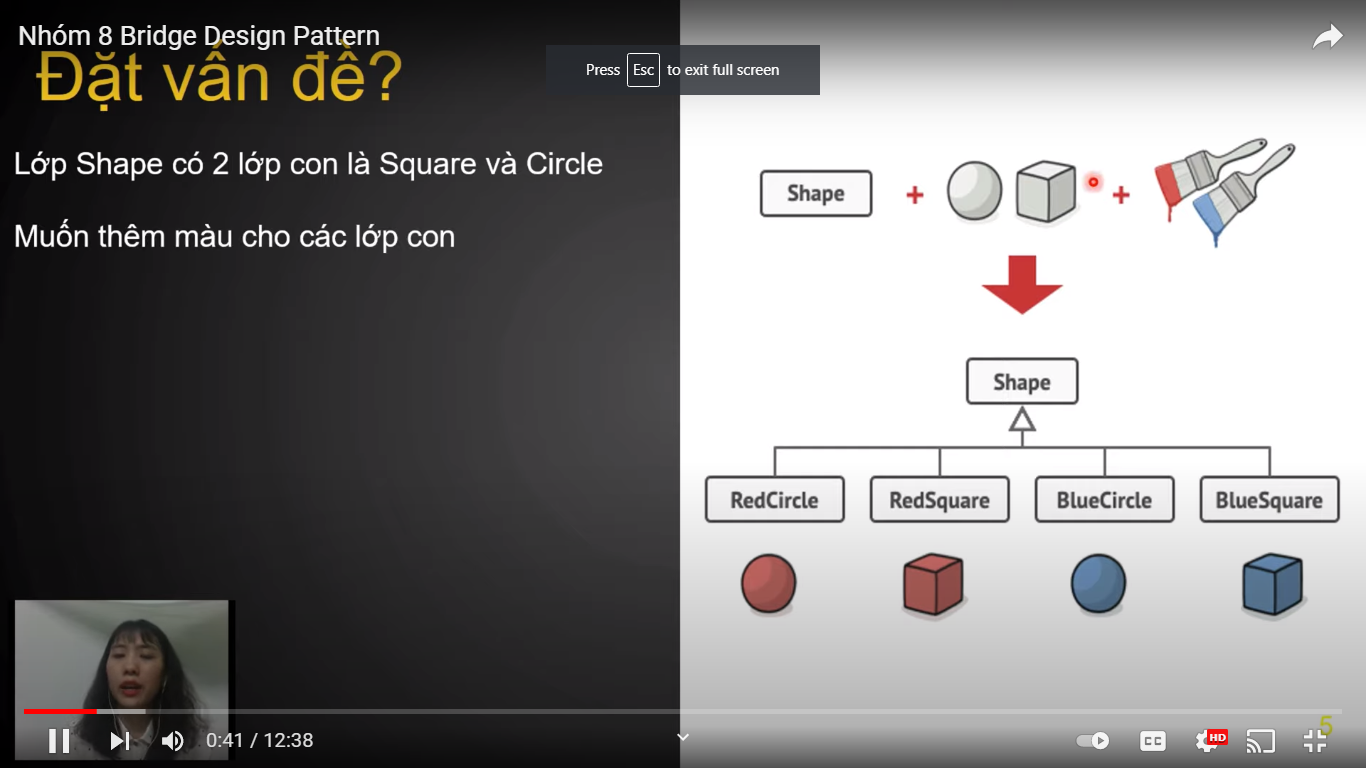 Nhóm 8 Bridge Design Pattern
Press Esc to exit full screen
Đặt vấn đề?
Lớp Shape có 2 lớp con là Square và Circle
Muốn thêm màu cho các lớp con
Shape + + 
Shape
RedCircle RedSquare BlueCircle BlueSquare
5
0:41 / 12:38
CC
HD